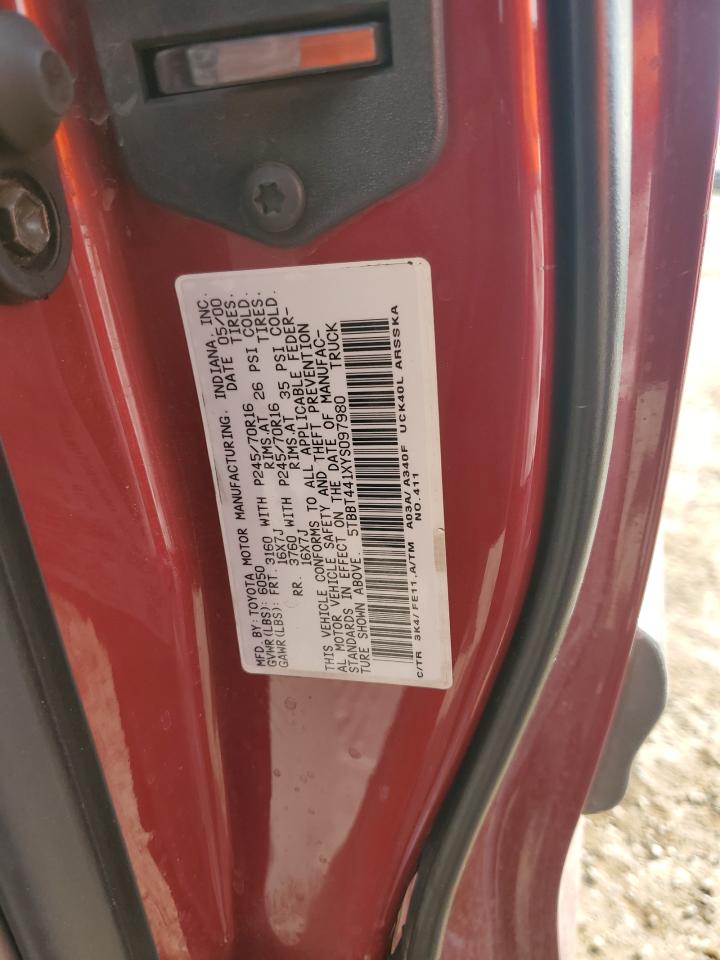 MFD. BY: TOYOTA MOTOR MANUFACTURING. INDIANA. INC.
GVWR(LBS): 6050 DATE 05/00
GAWR(LBS): FRT. 3160 WITH P245/70R16 TIRES.
16X7J RIMS.AT 26 PSI COLD.
RR. 3760 WITH P245/70R16 TIRES.
16X7J RIMS.AT 35 PSI COLD.
THIS VEHICLE CONFORMS TO ALL APPLICABLE FEDER-
AL MOTOR VEHICLE SAFETY AND THEFT PREVENTION
STANDARDS IN EFFECT ON THE DATE OF MANUFAC-
TURE SHOWN ABOVE. 5TBBT441XYS097980 TRUCK
C/TR 3K4/FE11.A/TM A03A/A340F UCK40L ARSSKA
NO.411